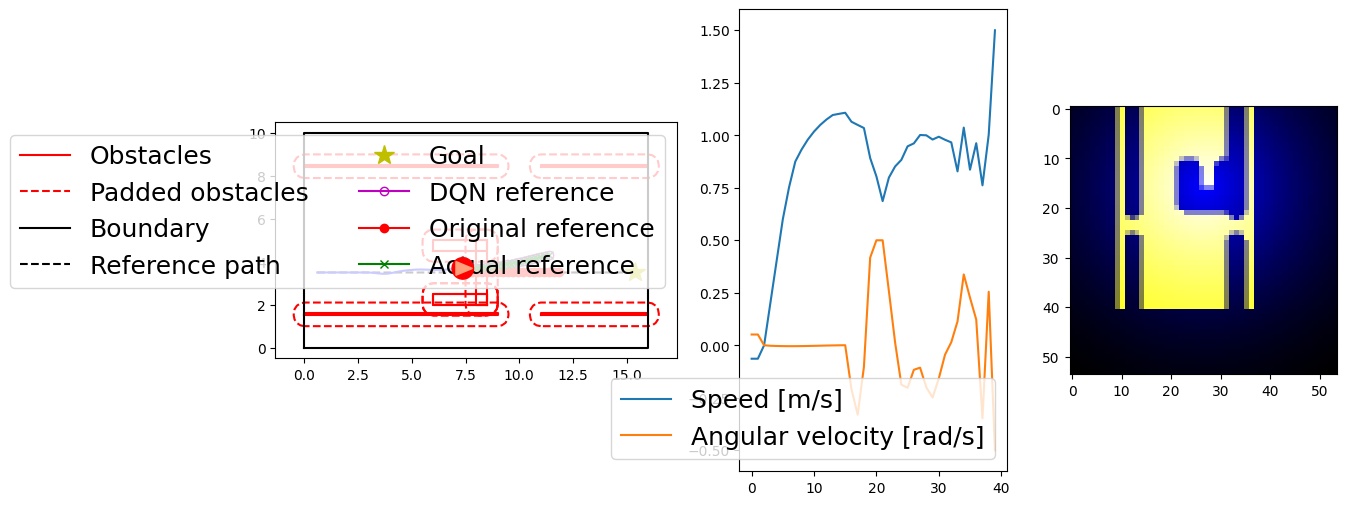 Obstacles
Padded obstacles
Boundary
Reference path
Goal
DQN reference
Original reference
Actual reference
10
8
6
4
2
0
0.0 2.5 5.0 7.5 10.0 12.5 15.0
1.50
1.25
1.00
0.75
0.50
0.25
0.00
−0.50
0 10 20 30 40
Speed [m/s]
Angular velocity [rad/s]
0
10
20
30
40
50
0 10 20 30 40 50